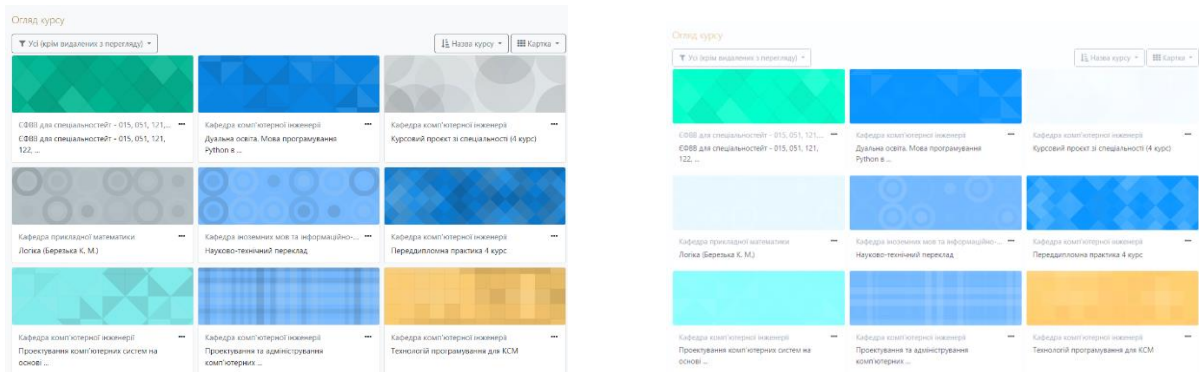 Огляд курсу
Усі (крім видалених з перегляду)
Назва курсу
Картка
ЄФВВ для спеціальностейт - 015, 051, 121,...
ЄФВВ для спеціальностейт - 015, 051, 121,
122, ...
Кафедра комп'ютерної інженерії
Дуальна освіта. Мова програмування
Python в ...
Кафедра комп'ютерної інженерії
Курсовий проєкт зі спеціальності (4 курс)
Кафедра прикладної математики
Логіка (Березька К. М.)
Кафедра іноземних мов та інформаційно-...
Науково-технічний переклад
Кафедра комп'ютерної інженерії
Переддипломна практика 4 курс
Кафедра комп'ютерної інженерії
Проектування комп'ютерних систем на
основі ...
Кафедра комп'ютерної інженерії
Проектування та адміністрування
комп'ютерних ...
Кафедра комп'ютерної інженерії
Технологій програмування для КСМ
Огляд курсу
Усі (крім видалених з перегляду)
Назва курсу
Картка
ЄФВВ для спеціальностейт - 015, 051, 121,...
ЄФВВ для спеціальностейт - 015, 051, 121,
122, ...
Кафедра комп'ютерної інженерії
Дуальна освіта. Мова програмування
Python в ...
Кафедра комп'ютерної інженерії
Курсовий проєкт зі спеціальності (4 курс)
Кафедра прикладної математики
Логіка (Березька К. М.)
Кафедра іноземних мов та інформаційно-...
Науково-технічний переклад
Кафедра комп'ютерної інженерії
Переддипломна практика 4 курс
Кафедра комп'ютерної інженерії
Проектування комп'ютерних систем на
основі ...
Кафедра комп'ютерної інженерії
Проектування та адміністрування
комп'ютерних ...
Кафедра комп'ютерної інженерії
Технологій програмування для КСМ